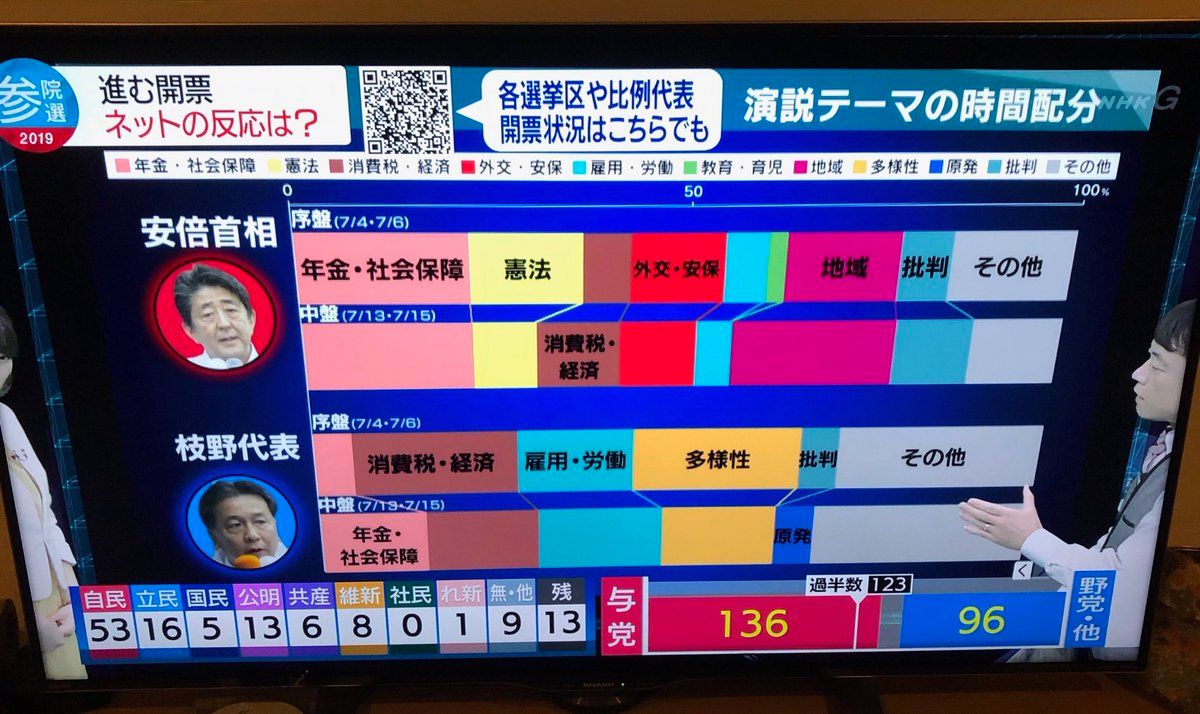 参院選
2019
進む開票
ネットの反応は?
各選挙区や比例代表
開票状況はこちらでも
演説テーマの時間配分
NHK G
年金・社会保障 憲法 消費税・経済 外交・安保 雇用・労働 教育・育児 地域 多様性 原発 批判 その他
0 50 100%
安倍首相
序盤(7/4・7/6)
年金・社会保障 憲法 外交・安保 地域 批判 その他
中盤(7/13・7/15)
消費税・
経済
枝野代表
序盤(7/4・7/6)
消費税・経済 雇用・労働 多様性 批判 その他
中盤(7/13・7/15)
年金・
社会保障
原発
自民 立民 国民 公明 共産 維新 社民 れ新 無・他 残
53 16 5 13 6 8 0 1 9 13
与党
136
過半数 123
96
野党・他
SHARP